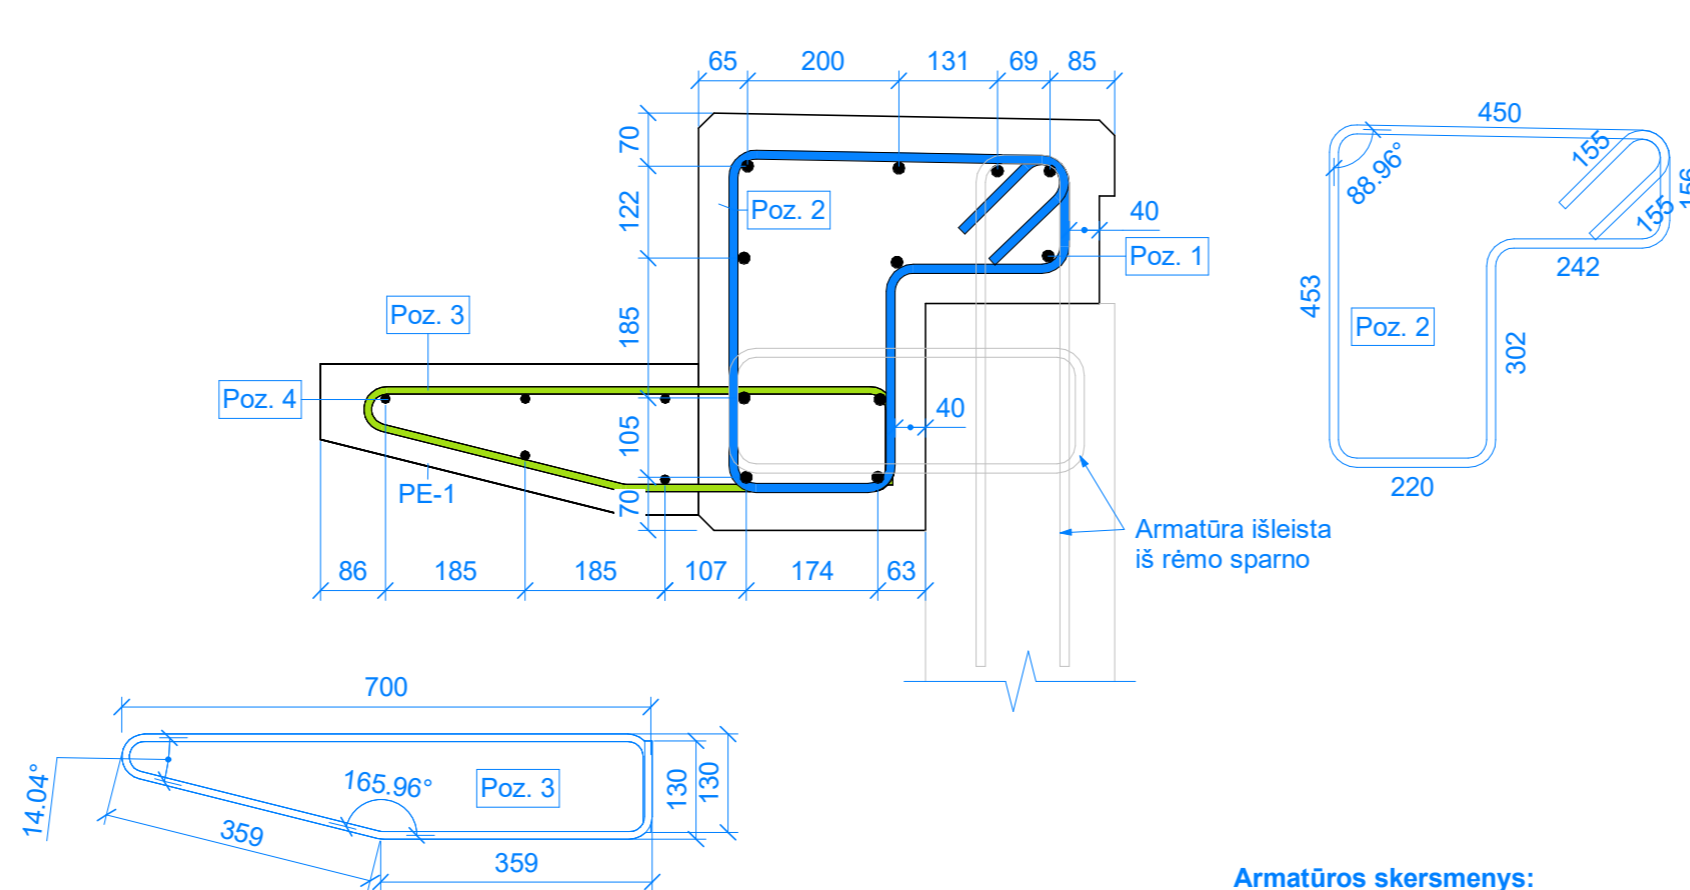 65 200 131 69 85
70
122
185
105
70
Poz. 2
40
Poz. 1
Poz. 3
Poz. 4
40
PE-1
86 185 185 107 174 63
Armatūra išleista
iš rėmo sparno
450
155
88.96°
156
155
242
453
Poz. 2
302
220
700
14.04°
165.96°
Poz. 3
130
130
359
359
Armatūros skersmenys: